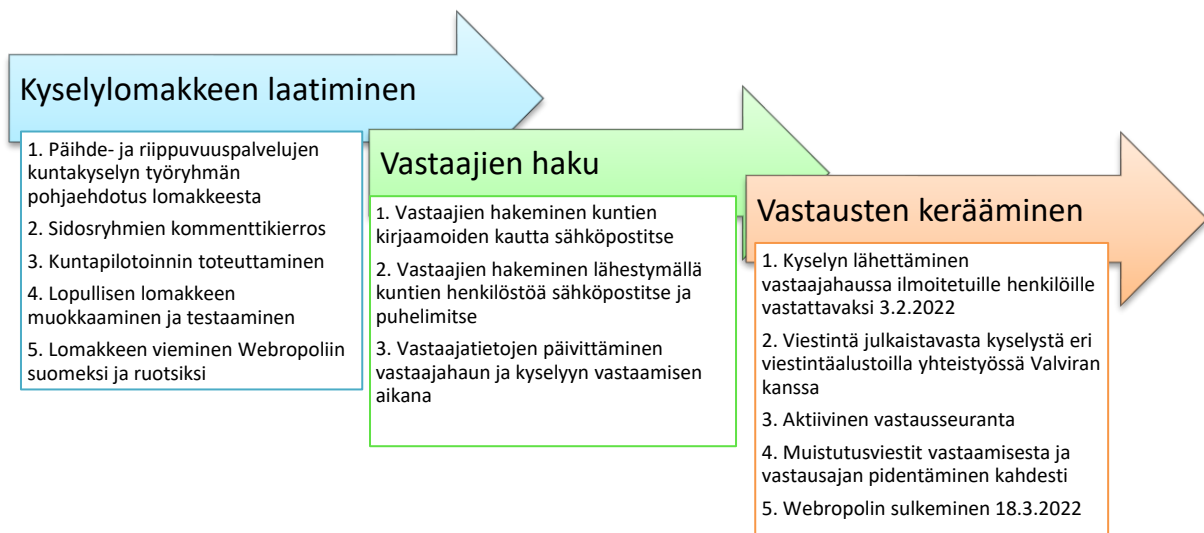 Kyselylomakkeen laatiminen
1. Päihde- ja riippuvuuspalvelujen
kuntakyselyn työryhmän
pohjaehdotus lomakkeesta
2. Sidosryhmien kommenttikierros
3. Kuntapilotoinnin toteuttaminen
4. Lopullisen lomakkeen
muokkaaminen ja testaaminen
5. Lomakkeen vieminen Webropoliin
suomeksi ja ruotsiksi
Vastaajien haku
1. Vastaajien hakeminen kuntien
kirjaamoiden kautta sähköpostitse
2. Vastaajien hakeminen lähestymällä
kuntien henkilöstöä sähköpostitse ja
puhelimitse
3. Vastaajatietojen päivittäminen
vastaajahaun ja kyselyyn vastaamisen
aikana
Vastausten kerääminen
1. Kyselyn lähettäminen
vastaajahaussa ilmoitetuille henkilöille
vastattavaksi 3.2.2022
2. Viestintä julkaistavasta kyselystä eri
viestintäalustoilla yhteistyössä Valviran
kanssa
3. Aktiivinen vastausseuranta
4. Muistutusviestit vastaamisesta ja
vastausajan pidentäminen kahdesti
5. Webropolin sulkeminen 18.3.2022